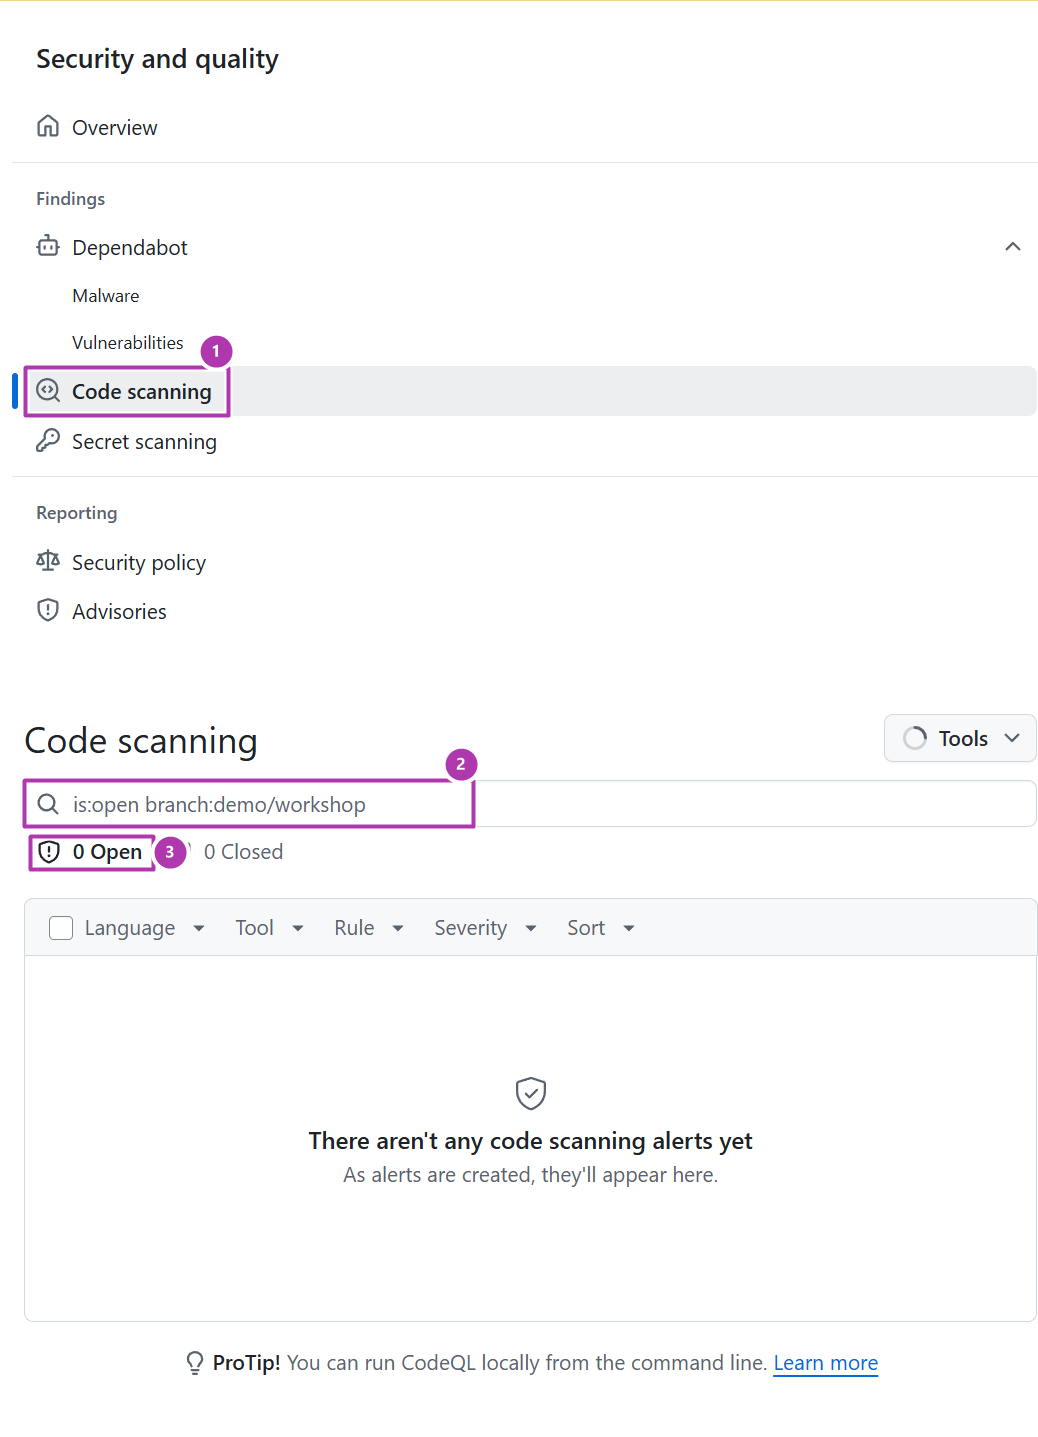 Security and quality
Overview
Findings
Dependabot
Malware
Vulnerabilities
1
Code scanning
Secret scanning
Reporting
Security policy
Advisories
Code scanning
Tools
2
is:open branch:demo/workshop
0 Open 3 0 Closed
Language Tool Rule Severity Sort
There aren't any code scanning alerts yet
As alerts are created, they'll appear here.
ProTip! You can run CodeQL locally from the command line. Learn more